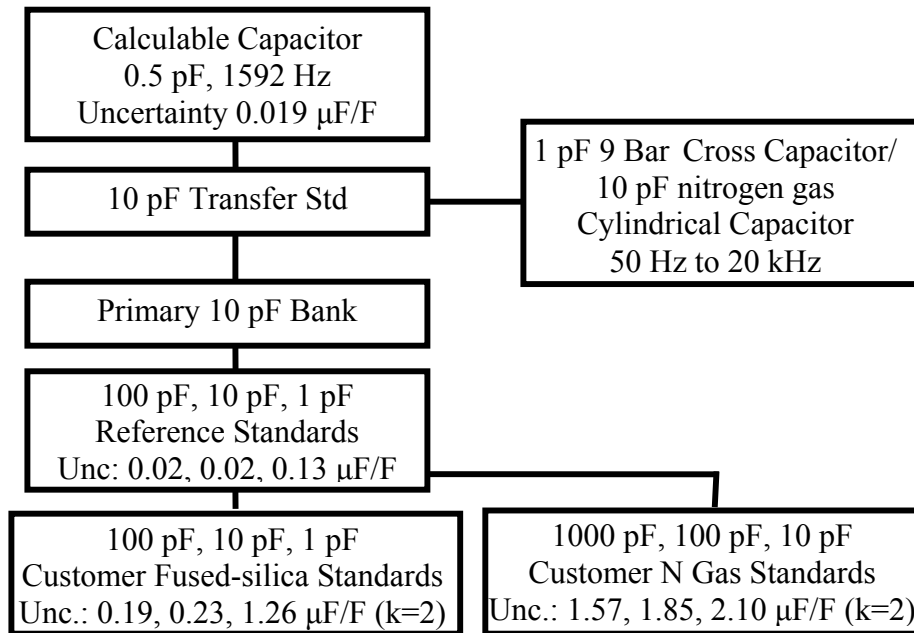 Calculable Capacitor
0.5 pF, 1592 Hz
Uncertainty 0.019 μF/F
1 pF 9 Bar Cross Capacitor/
10 pF nitrogen gas
Cylindrical Capacitor
50 Hz to 20 kHz
10 pF Transfer Std
Primary 10 pF Bank
100 pF, 10 pF, 1 pF
Reference Standards
Unc: 0.02, 0.02, 0.13 μF/F
100 pF, 10 pF, 1 pF
Customer Fused-silica Standards
Unc.: 0.19, 0.23, 1.26 μF/F (k=2)
1000 pF, 100 pF, 10 pF
Customer N Gas Standards
Unc.: 1.57, 1.85, 2.10 μF/F (k=2)